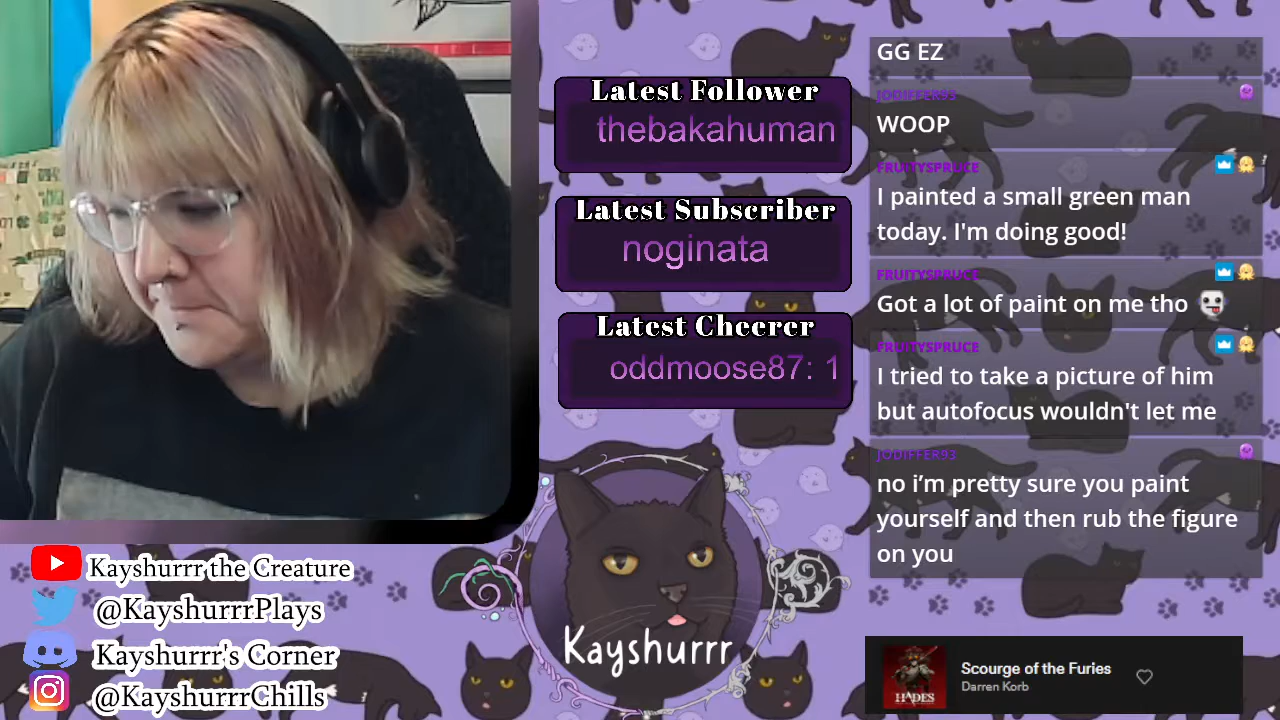 Latest Follower
thebakahuman
Latest Subscriber
noginata
Latest Cheerer
oddmoose87: 1
GG EZ
JODIFFER93
WOOP
FRUITYSPRUCE
I painted a small green man
today. I'm doing good!
FRUITYSPRUCE
Got a lot of paint on me tho
FRUITYSPRUCE
I tried to take a picture of him
but autofocus wouldn't let me
JODIFFER93
no i’m pretty sure you paint
yourself and then rub the figure
on you
Kayshurrr the Creature
@KayshurrrPlays
Kayshurrr's Corner
@KayshurrrChills
Kayshurrr
HADES
Scourge of the Furies
Darren Korb